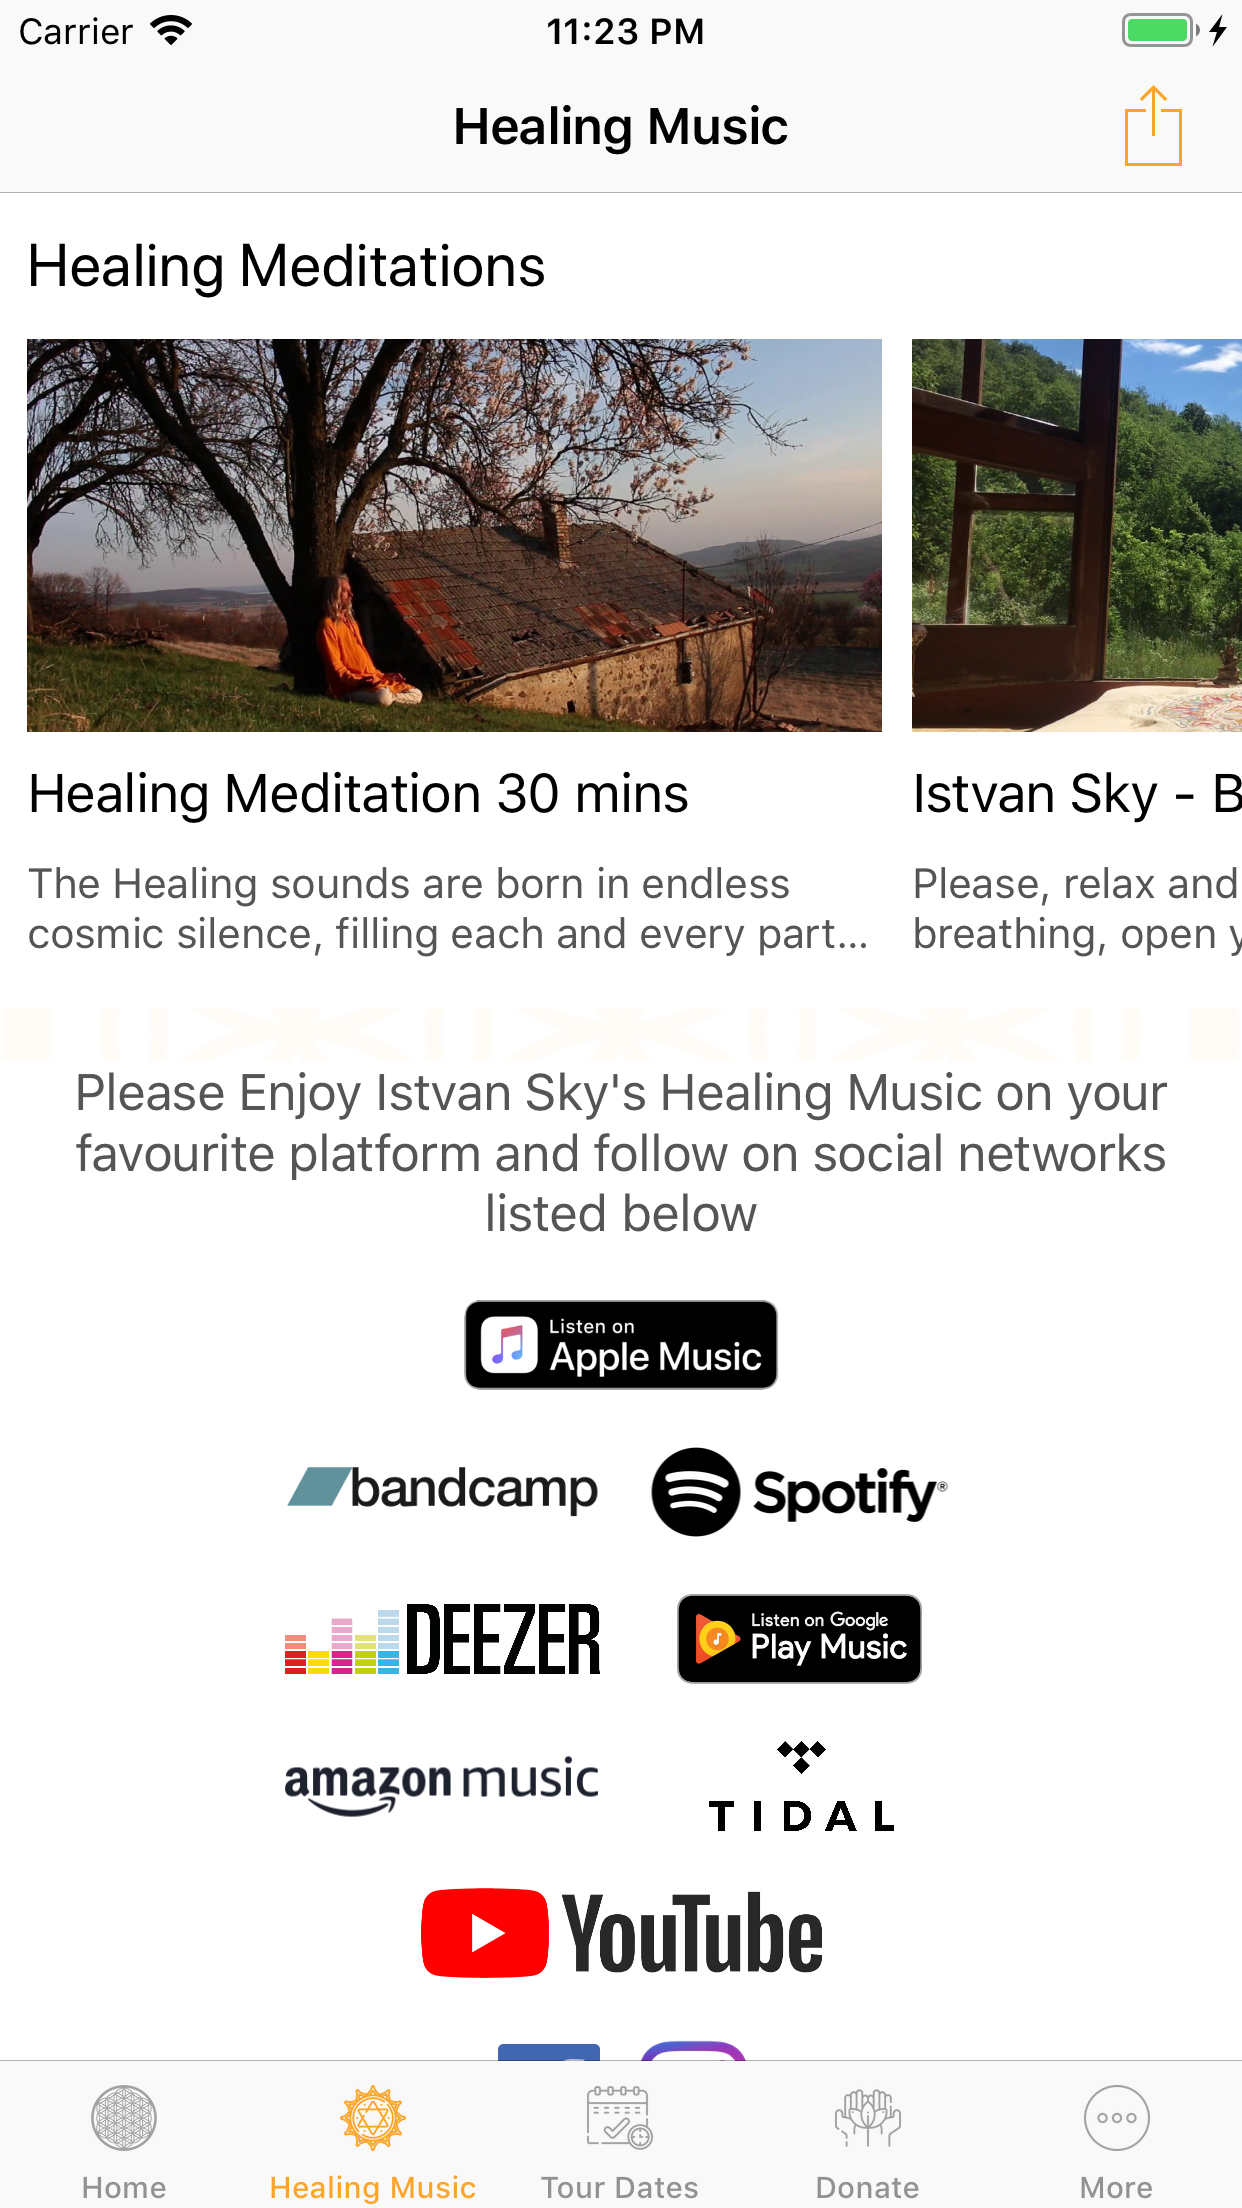 Carrier
11:23 PM
Healing Music
Healing Meditations
Healing Meditation 30 mins
The Healing sounds are born in endless
cosmic silence, filling each and every part...
Istvan Sky - B
Please, relax and
breathing, open y
Please Enjoy Istvan Sky's Healing Music on your
favourite platform and follow on social networks
listed below
Listen on
Apple Music
bandcamp
Spotify®
DEEZER
Listen on Google
Play Music
amazon music
TIDAL
YouTube
Home
Healing Music
Tour Dates
Donate
More